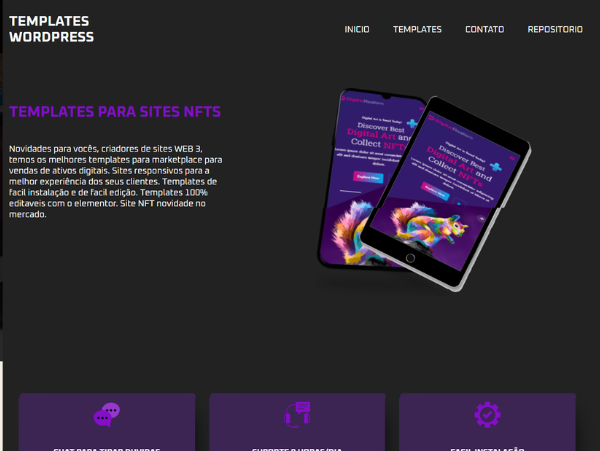 TEMPLATES
WORDPRESS
INICIO
TEMPLATES
CONTATO
REPOSITORIO
TEMPLATES PARA SITES NFTS
Novidades para vocês, criadores de sites WEB 3,
temos os melhores templates para marketplace para
vendas de ativos digitais. Sites responsivos para a
melhor experiência dos seus clientes. Templates de
facil instalação e de facil edição. Templates 100%
editaveis com o elementor. Site NFT novidade no
mercado.
Discover Best
Digital Art and
Collect NFTs
Discover Best
Digital Art and
Collect NFTs